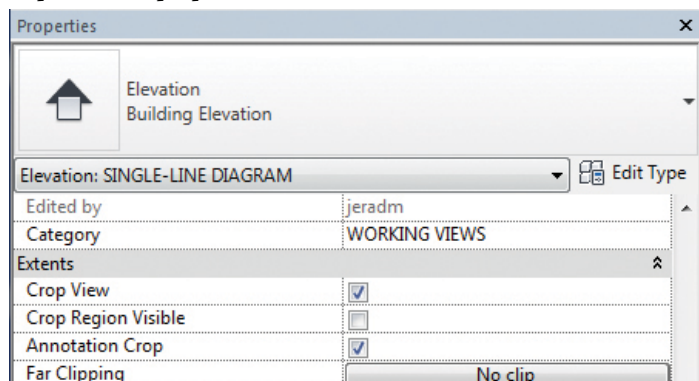 Properties
Elevation
Building Elevation
Elevation: SINGLE-LINE DIAGRAM Edit Type
Edited by jeradm
Category WORKING VIEWS
Extents
Crop View
Crop Region Visible
Annotation Crop
Far Clipping No clip